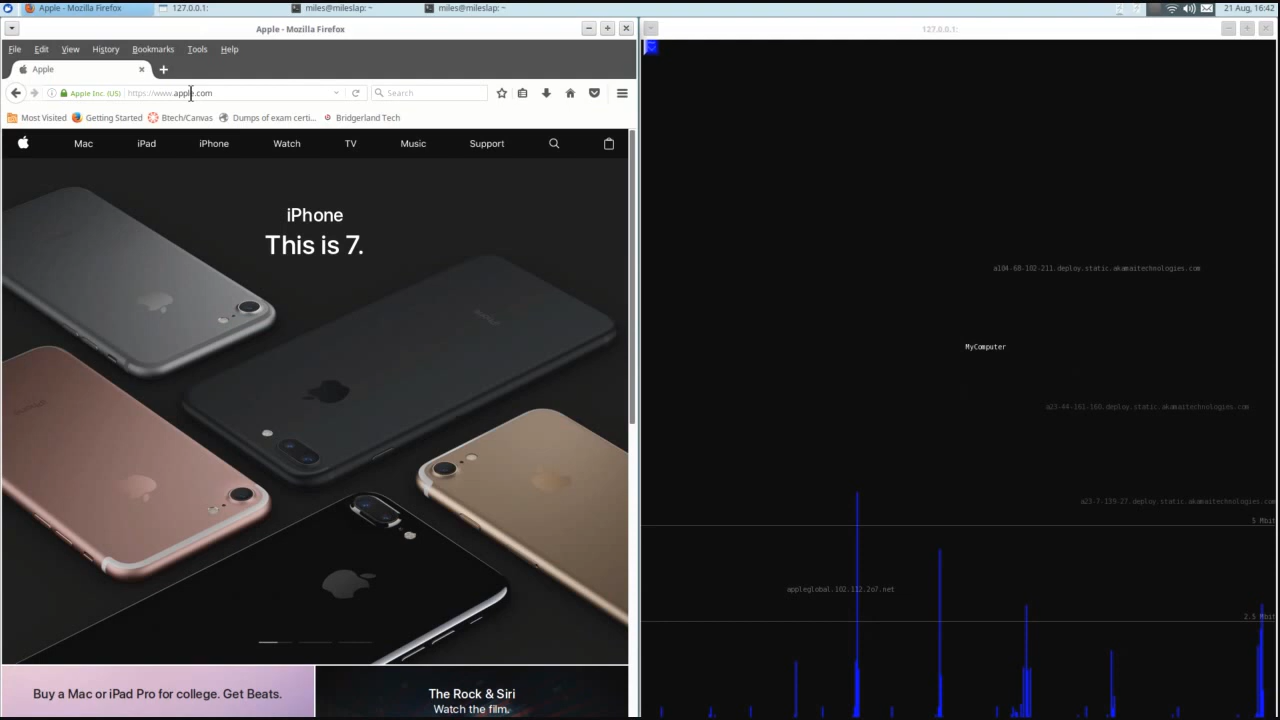 Apple - Mozilla Firefox
127.0.0.1:
miles@mileslap: ~
miles@mileslap: ~
21 Aug, 16:42
Apple - Mozilla Firefox
File Edit View History Bookmarks Tools Help
Apple
Apple Inc. (US) https://www.apple.com
Search
Most Visited Getting Started Btech/Canvas Dumps of exam certi... Bridgerland Tech
Mac iPad iPhone Watch TV Music Support
iPhone
This is 7.
Buy a Mac or iPad Pro for college. Get Beats.
The Rock & Siri
Watch the film.
127.0.0.1:
a104-68-102-211.deploy.static.akamaitechnologies.com
MyComputer
a23-44-161-160.deploy.static.akamaitechnologies.com
a23-7-139-27.deploy.static.akamaitechnologies.com
5 Mbit
appleglobal.102.112.2o7.net
2.5 Mbit